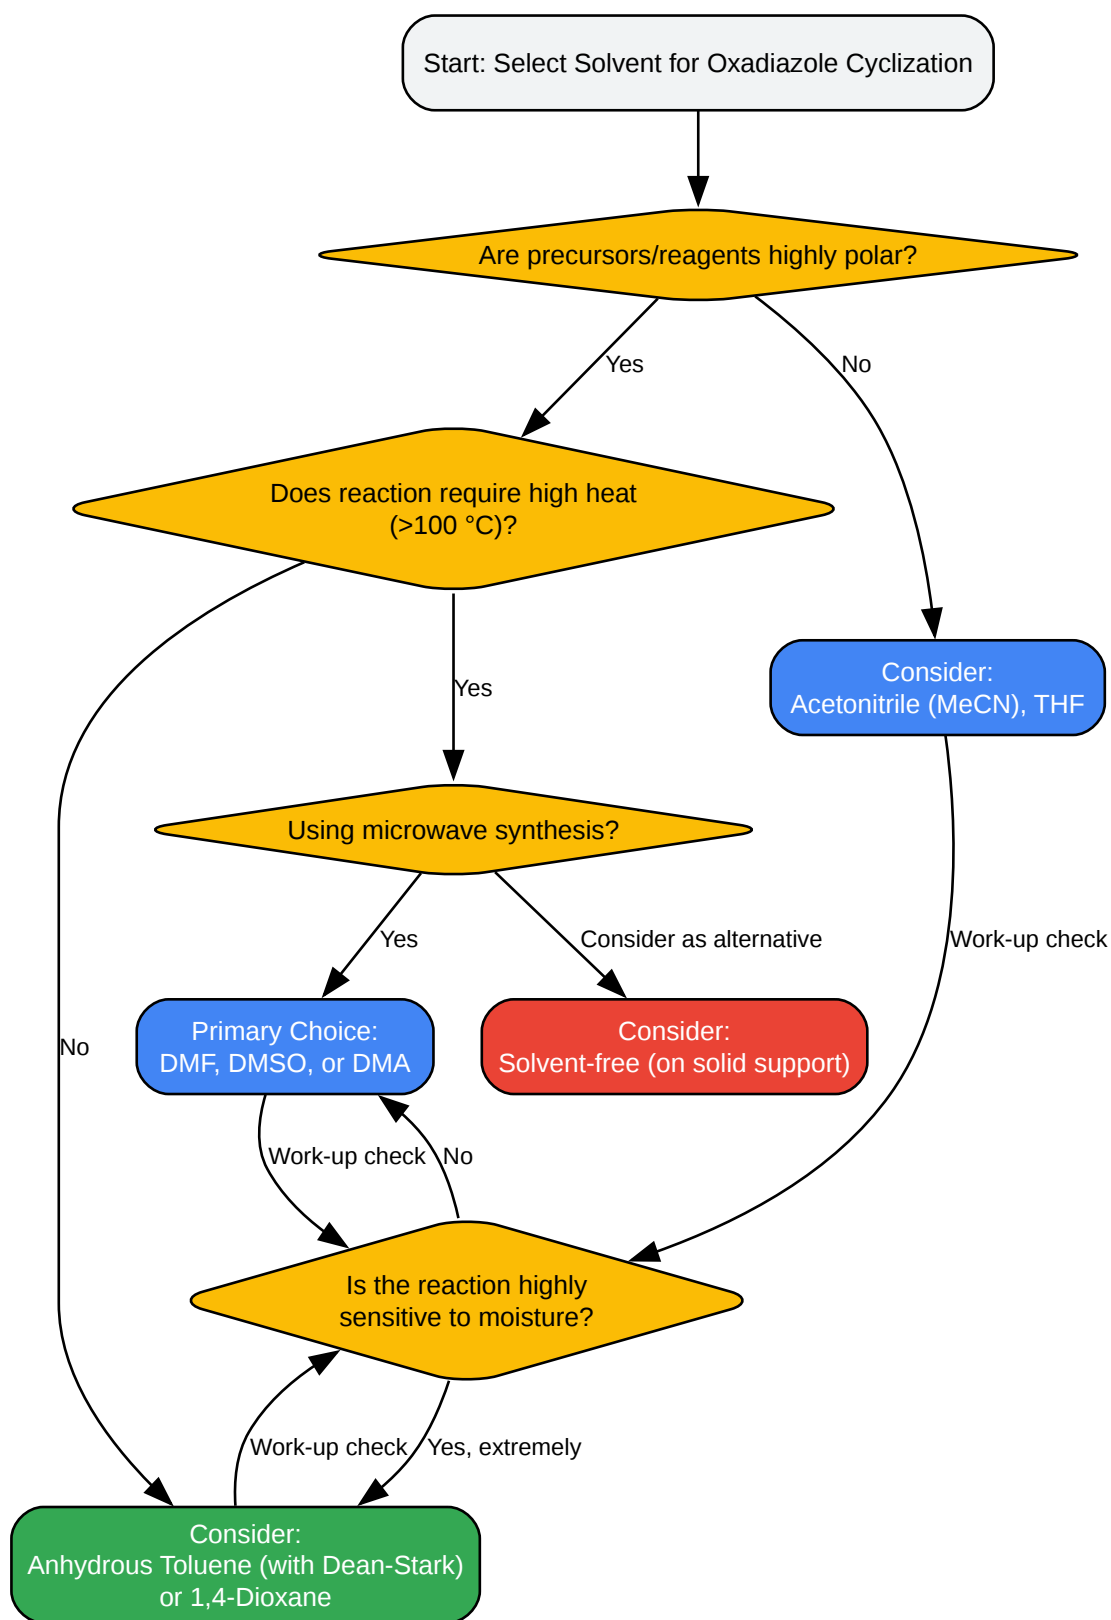 Start: Select Solvent for Oxadiazole Cyclization
Are precursors/reagents highly polar?
Yes
No
Does reaction require high heat
(>100 °C)?
Consider:
Acetonitrile (MeCN), THF
Yes
Using microwave synthesis?
Yes
Consider as alternative
Work-up check
Primary Choice:
DMF, DMSO, or DMA
Consider:
Solvent-free (on solid support)
No
Work-up check
No
Is the reaction highly
sensitive to moisture?
Work-up check
Yes, extremely
Consider:
Anhydrous Toluene (with Dean-Stark)
or 1,4-Dioxane